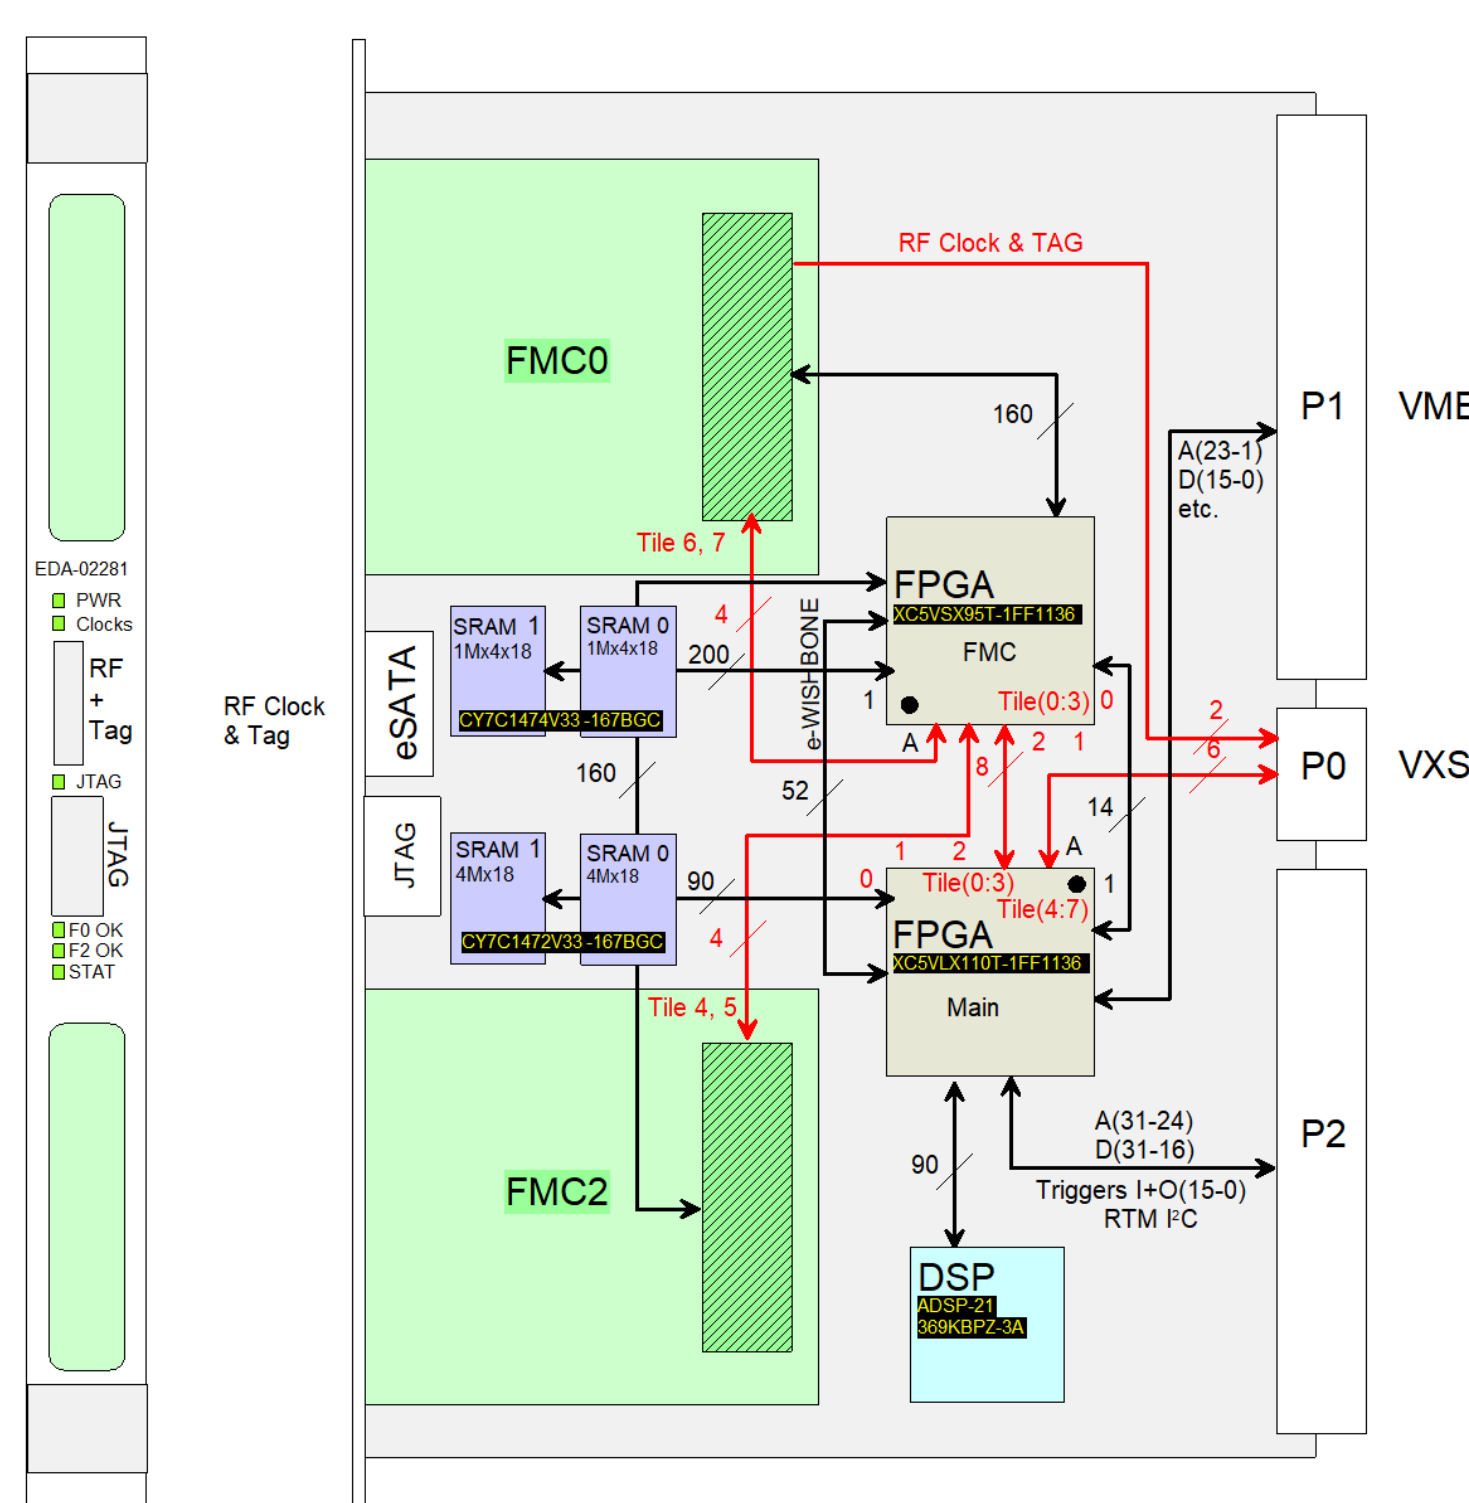 EDA-02281
PWR
Clocks
RF
+
Tag
JTAG
JTAG
F0 OK
F2 OK
STAT
RF Clock
& Tag
eSATA
JTAG
FMC0
RF Clock & TAG
160
P1
VME
A(23-1)
D(15-0)
etc.
Tile 6, 7
4
FPGA
XC5VSX95T-1FF1136
FMC
Tile(0:3)
0
1
A
2
1
SRAM 1
1Mx4x18
SRAM 0
1Mx4x18
CY7C1474V33 -167BGC
200
e-WISHBONE
160
52
8
14
2
6
P0
VXS
SRAM 1
4Mx18
SRAM 0
4Mx18
CY7C1472V33 -167BGC
90
4
0
1
2
A
1
Tile(0:3)
Tile(4:7)
FPGA
XC5VLX110T-1FF1136
Main
Tile 4, 5
FMC2
90
A(31-24)
D(31-16)
Triggers I+O(15-0)
RTM I²C
P2
DSP
ADSP-21
369KBPZ-3A